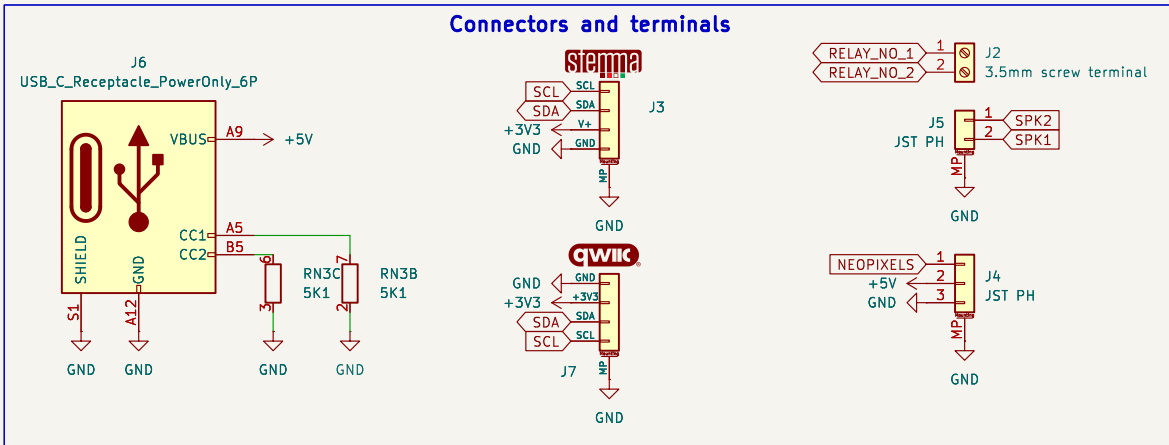 Connectors and terminals
J6
USB_C_Receptacle_PowerOnly_6P
VBUS
A9
+5V
CC1
A5
CC2
B5
SHIELD
GND
S1
A12
GND
GND
6
RN3C
5K1
3
GND
7
RN3B
5K1
2
GND
stemma
J3
SCL
SCL
SDA
SDA
+3V3
V+
GND
GND
Mounting
MP
GND
qwiic
®
GND
GND
+3V3
+3V3
SDA
SDA
SCL
SCL
Mounting
MP
J7
GND
RELAY_NO_1
1
J2
RELAY_NO_2
2
3.5mm screw terminal
J5
1
SPK2
JST PH
2
SPK1
Mounting
MP
GND
NEOPIXELS
1
+5V
2
J4
GND
3
JST PH
Mounting
MP
GND